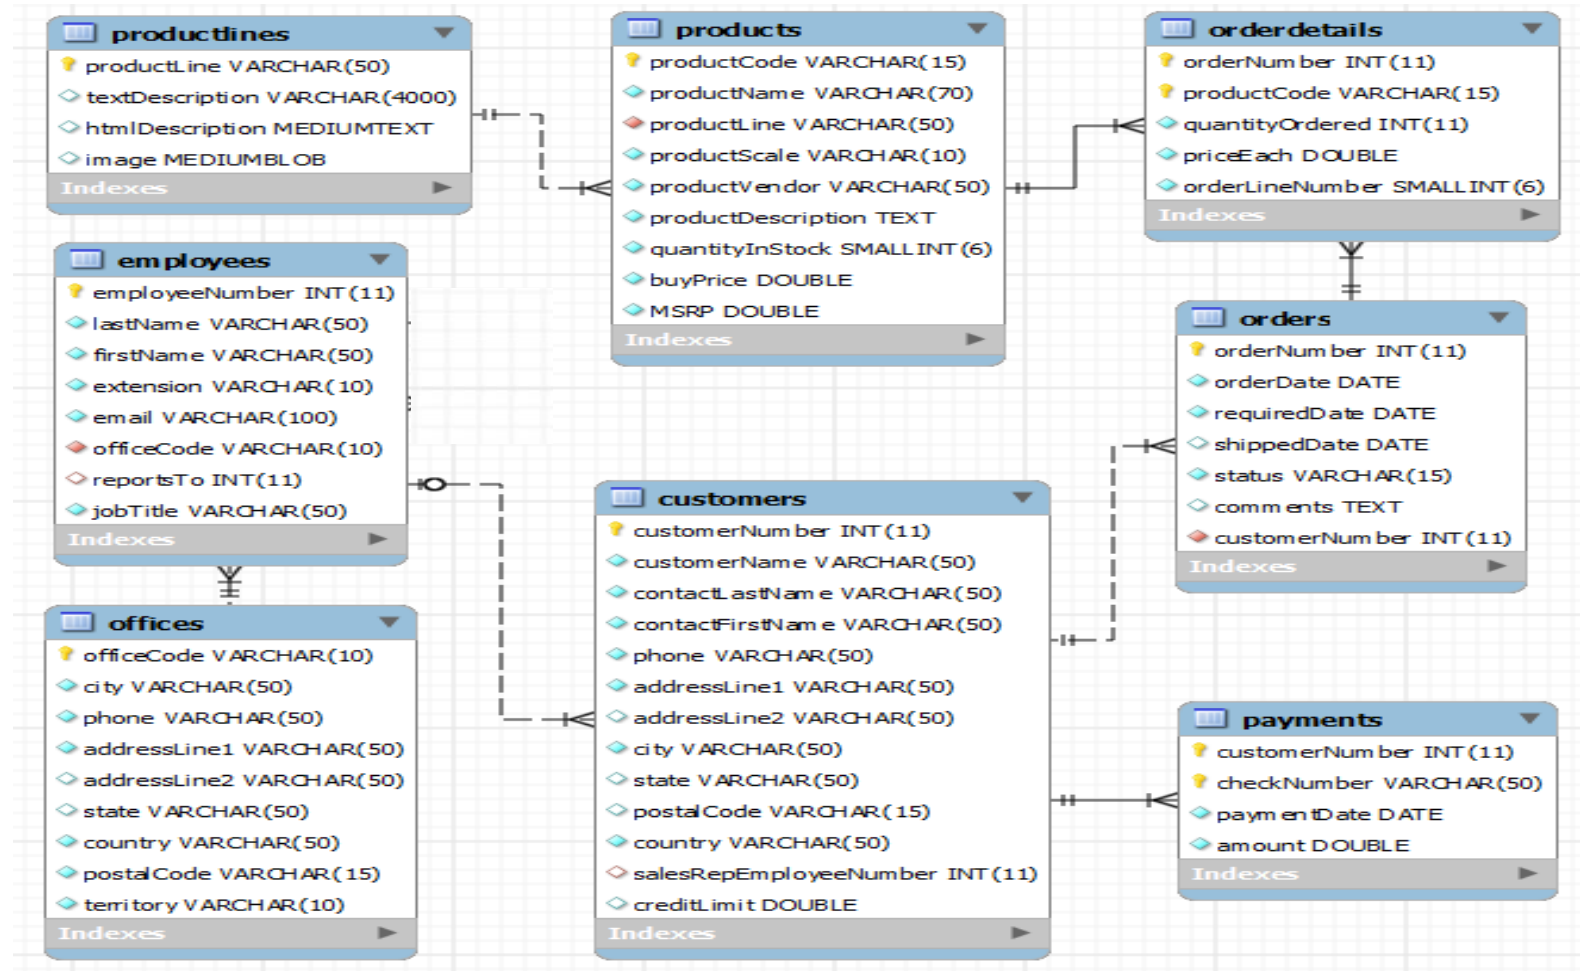 productlines
productLine VARCHAR(50)
textDescription VARCHAR(4000)
htmlDescription MEDIUMTEXT
image MEDIUMBLOB
Indexes
products
productCode VARCHAR(15)
productName VARCHAR(70)
productLine VARCHAR(50)
productScale VARCHAR(10)
productVendor VARCHAR(50)
productDescription TEXT
quantityInStock SMALLINT(6)
buyPrice DOUBLE
MSRP DOUBLE
Indexes
orderdetails
orderNumber INT(11)
productCode VARCHAR(15)
quantityOrdered INT(11)
priceEach DOUBLE
orderLineNumber SMALLINT(6)
Indexes
employees
employeeNumber INT(11)
lastName VARCHAR(50)
firstName VARCHAR(50)
extension VARCHAR(10)
email VARCHAR(100)
officeCode VARCHAR(10)
reportsTo INT(11)
jobTitle VARCHAR(50)
Indexes
orders
orderNumber INT(11)
orderDate DATE
requiredDate DATE
shippedDate DATE
status VARCHAR(15)
comments TEXT
customerNumber INT(11)
Indexes
offices
officeCode VARCHAR(10)
city VARCHAR(50)
phone VARCHAR(50)
addressLine1 VARCHAR(50)
addressLine2 VARCHAR(50)
state VARCHAR(50)
country VARCHAR(50)
postalCode VARCHAR(15)
territory VARCHAR(10)
Indexes
customers
customerNumber INT(11)
customerName VARCHAR(50)
contactLastName VARCHAR(50)
contactFirstName VARCHAR(50)
phone VARCHAR(50)
addressLine1 VARCHAR(50)
addressLine2 VARCHAR(50)
city VARCHAR(50)
state VARCHAR(50)
postalCode VARCHAR(15)
country VARCHAR(50)
salesRepEmployeeNumber INT(11)
creditLimit DOUBLE
Indexes
payments
customerNumber INT(11)
checkNumber VARCHAR(50)
paymentDate DATE
amount DOUBLE
Indexes